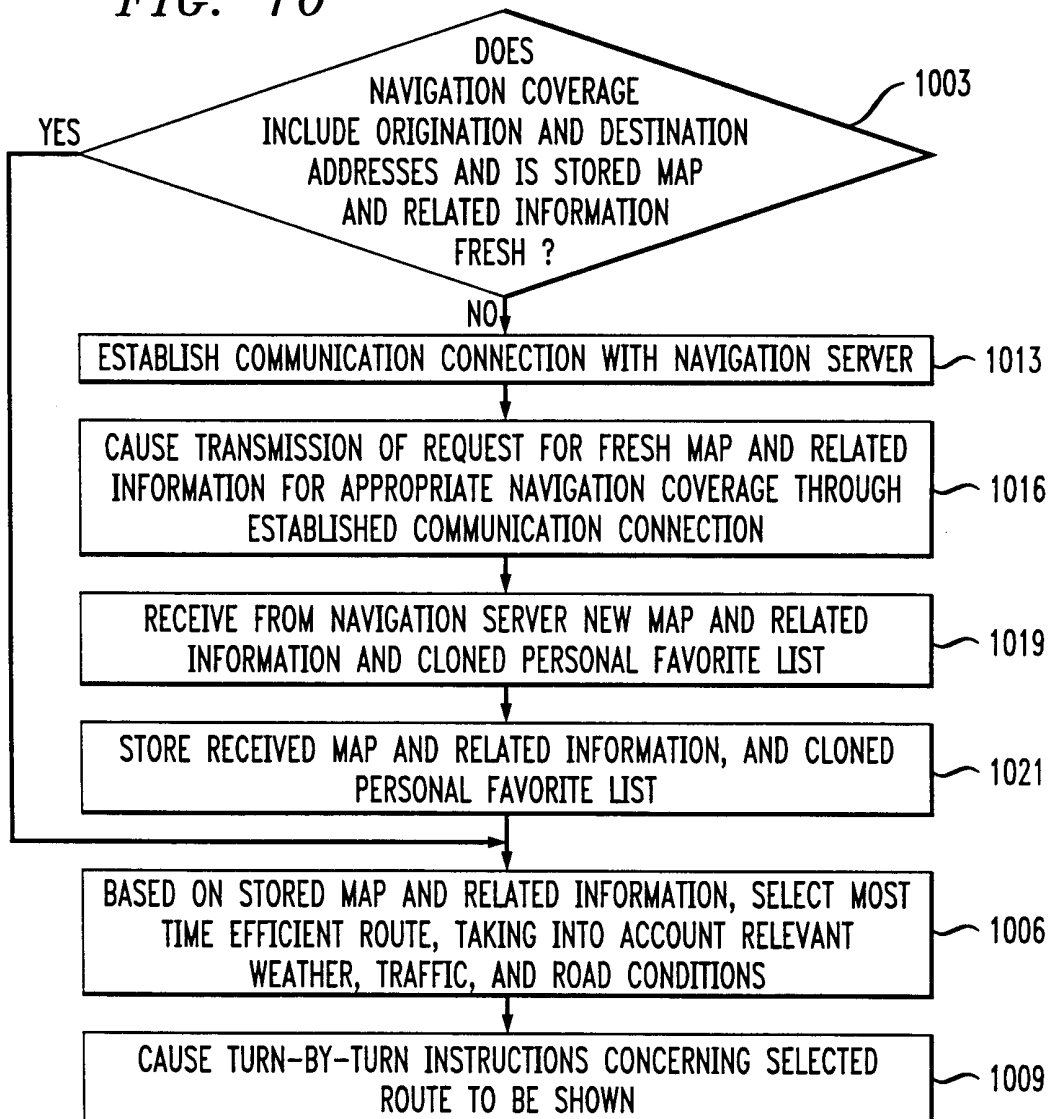 FIG. 10
DOES
NAVIGATION COVERAGE
INCLUDE ORIGINATION AND DESTINATION
ADDRESSES AND IS STORED MAP
AND RELATED INFORMATION
FRESH ?
1003
YES
NO
ESTABLISH COMMUNICATION CONNECTION WITH NAVIGATION SERVER
1013
CAUSE TRANSMISSION OF REQUEST FOR FRESH MAP AND RELATED
INFORMATION FOR APPROPRIATE NAVIGATION COVERAGE THROUGH
ESTABLISHED COMMUNICATION CONNECTION
1016
RECEIVE FROM NAVIGATION SERVER NEW MAP AND RELATED
INFORMATION AND CLONED PERSONAL FAVORITE LIST
1019
STORE RECEIVED MAP AND RELATED INFORMATION, AND CLONED
PERSONAL FAVORITE LIST
1021
BASED ON STORED MAP AND RELATED INFORMATION, SELECT MOST
TIME EFFICIENT ROUTE, TAKING INTO ACCOUNT RELEVANT
WEATHER, TRAFFIC, AND ROAD CONDITIONS
1006
CAUSE TURN-BY-TURN INSTRUCTIONS CONCERNING SELECTED
ROUTE TO BE SHOWN
1009